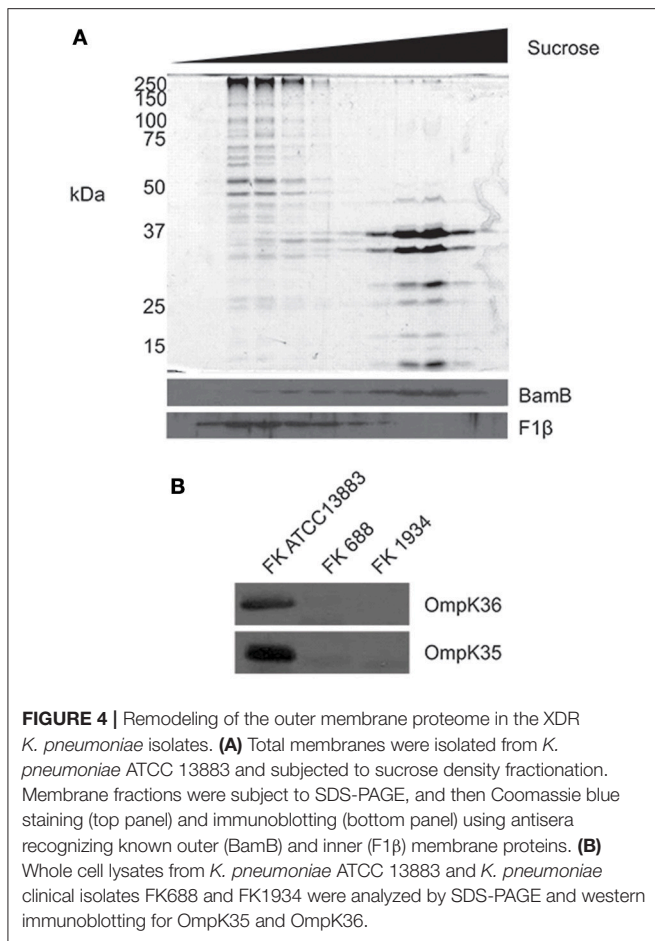 A
Sucrose
250
150
100
75
kDa
50
37
25
15
BamB
F1β
B
FK ATCC13883
FK 688
FK 1934
OmpK36
OmpK35
FIGURE 4 | Remodeling of the outer membrane proteome in the XDR
K. pneumoniae isolates. (A) Total membranes were isolated from K.
pneumoniae ATCC 13883 and subjected to sucrose density fractionation.
Membrane fractions were subject to SDS-PAGE, and then Coomassie blue
staining (top panel) and immunoblotting (bottom panel) using antisera
recognizing known outer (BamB) and inner (F1β) membrane proteins. (B)
Whole cell lysates from K. pneumoniae ATCC 13883 and K. pneumoniae
clinical isolates FK688 and FK1934 were analyzed by SDS-PAGE and western
immunoblotting for OmpK35 and OmpK36.